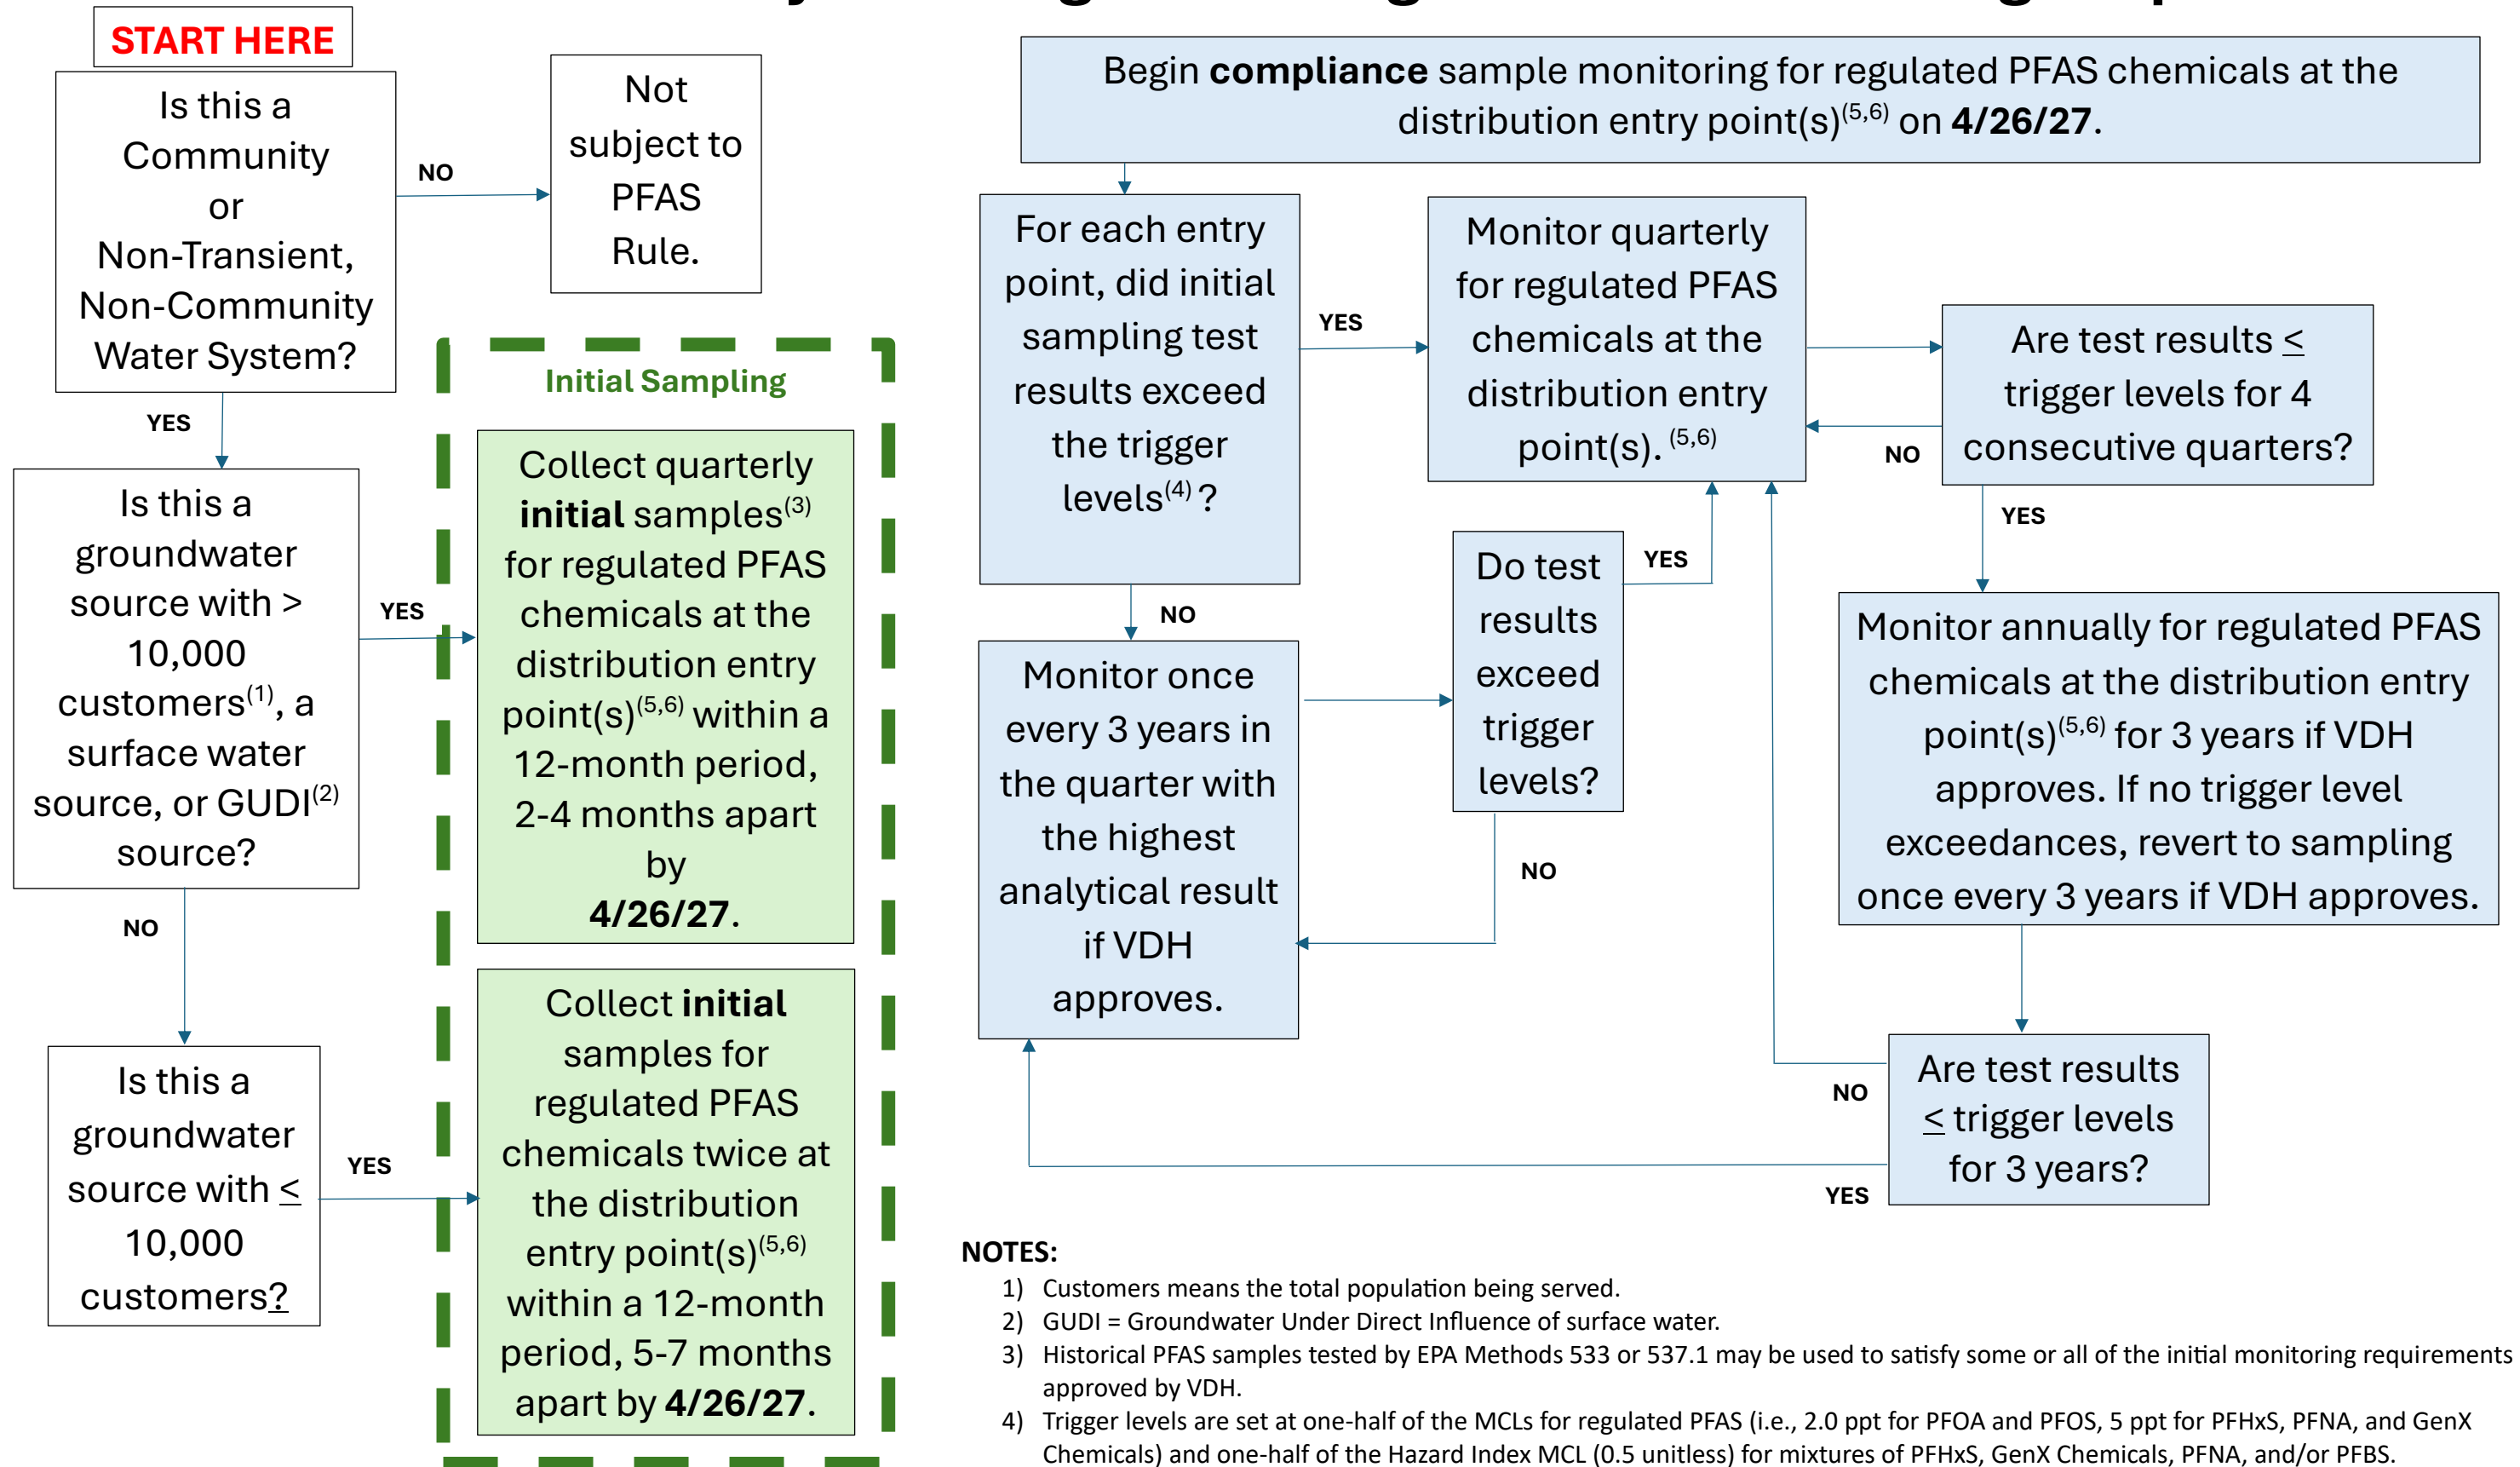 START HERE
Is this a
Community
or
Non-Transient,
Non-Community
Water System?
NO
Not
subject to
PFAS
Rule.
YES
Is this a
groundwater
source with >
10,000
customers(1), a
surface water
source, or GUDI(2)
source?
YES
NO
Is this a
groundwater
source with ≤
10,000
customers?
YES
Initial Sampling
Collect quarterly
initial samples(3)
for regulated PFAS
chemicals at the
distribution entry
point(s)(5,6) within a
12-month period,
2-4 months apart
by
4/26/27.
Collect initial
samples for
regulated PFAS
chemicals twice at
the distribution
entry point(s)(5,6)
within a 12-month
period, 5-7 months
apart by 4/26/27.
Begin compliance sample monitoring for regulated PFAS chemicals at the
distribution entry point(s)(5,6) on 4/26/27.
For each entry
point, did initial
sampling test
results exceed
the trigger
levels(4) ?
YES
Monitor quarterly
for regulated PFAS
chemicals at the
distribution entry
point(s). (5,6)
Are test results ≤
trigger levels for 4
consecutive quarters?
NO
YES
NO
Monitor once
every 3 years in
the quarter with
the highest
analytical result
if VDH
approves.
Do test
results
exceed
trigger
levels?
YES
NO
Monitor annually for regulated PFAS
chemicals at the distribution entry
point(s)(5,6) for 3 years if VDH
approves. If no trigger level
exceedances, revert to sampling
once every 3 years if VDH approves.
Are test results
≤ trigger levels
for 3 years?
NO
YES
NOTES:
1) Customers means the total population being served.
2) GUDI = Groundwater Under Direct Influence of surface water.
3) Historical PFAS samples tested by EPA Methods 533 or 537.1 may be used to satisfy some or all of the initial monitoring requirements
approved by VDH.
4) Trigger levels are set at one-half of the MCLs for regulated PFAS (i.e., 2.0 ppt for PFOA and PFOS, 5 ppt for PFHxS, PFNA, and GenX
Chemicals) and one-half of the Hazard Index MCL (0.5 unitless) for mixtures of PFHxS, GenX Chemicals, PFNA, and/or PFBS.